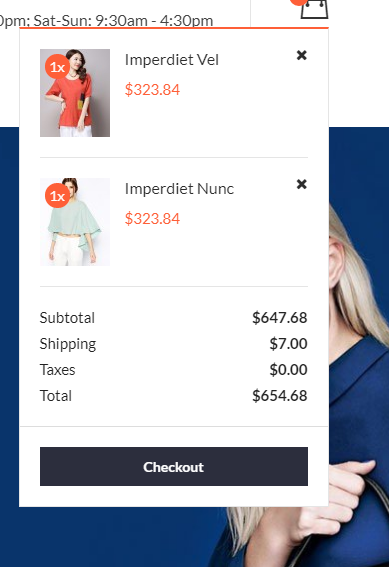 0pm; Sat-Sun: 9:30am - 4:30pm
1x
Imperdiet Vel
$323.84
1x
Imperdiet Nunc
$323.84
Subtotal $647.68
Shipping $7.00
Taxes $0.00
Total $654.68
Checkout